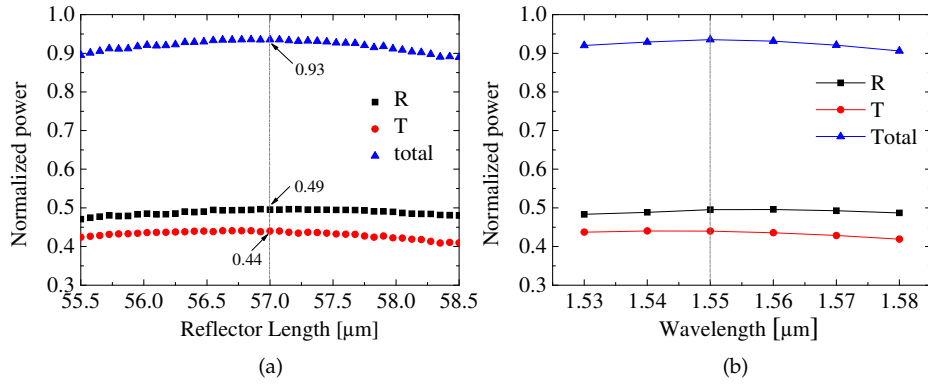 Normalized power
1.0
0.9
0.8
0.7
0.6
0.5
0.4
0.3
0.93
R
T
total
0.49
0.44
55.5 56.0 56.5 57.0 57.5 58.0 58.5
Reflector Length [µm]
(a)
Normalized power
1.0
0.9
0.8
0.7
0.6
0.5
0.4
0.3
R
T
Total
1.53 1.54 1.55 1.56 1.57 1.58
Wavelength [µm]
(b)